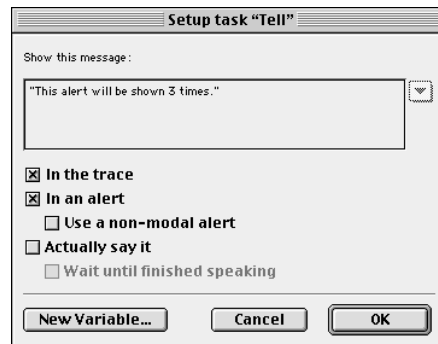 Setup task “Tell”
Show this message:
"This alert will be shown 3 times."
In the trace
In an alert
Use a non-modal alert
Actually say it
Wait until finished speaking
New Variable... Cancel OK